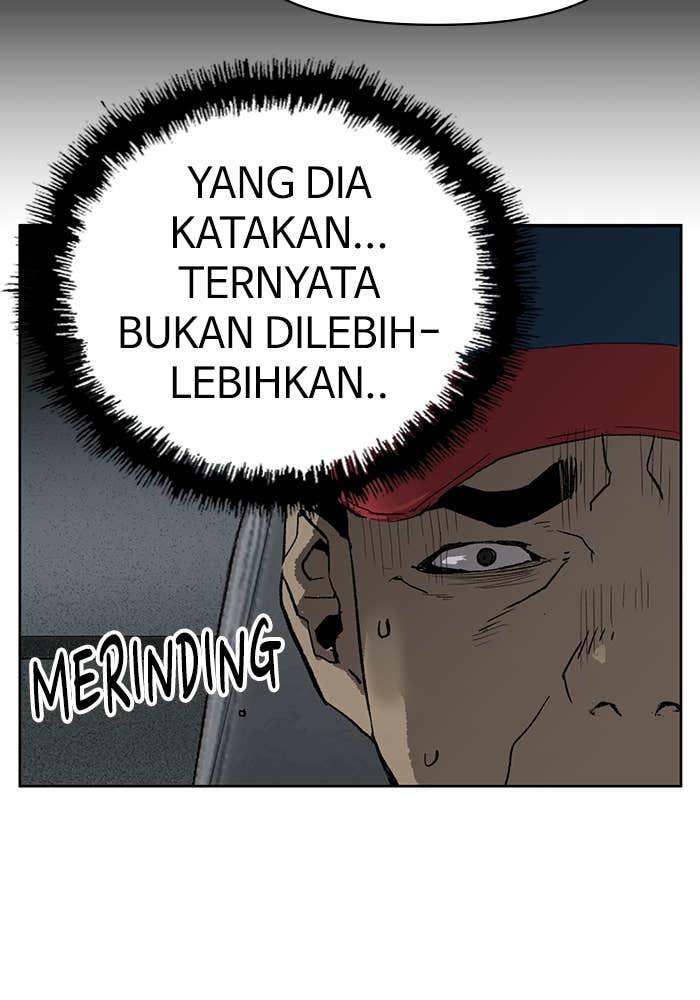 YANG DIA
KATAKAN...
TERNYATA
BUKAN DILEBIH-
LEBIHKAN..
MERINDING